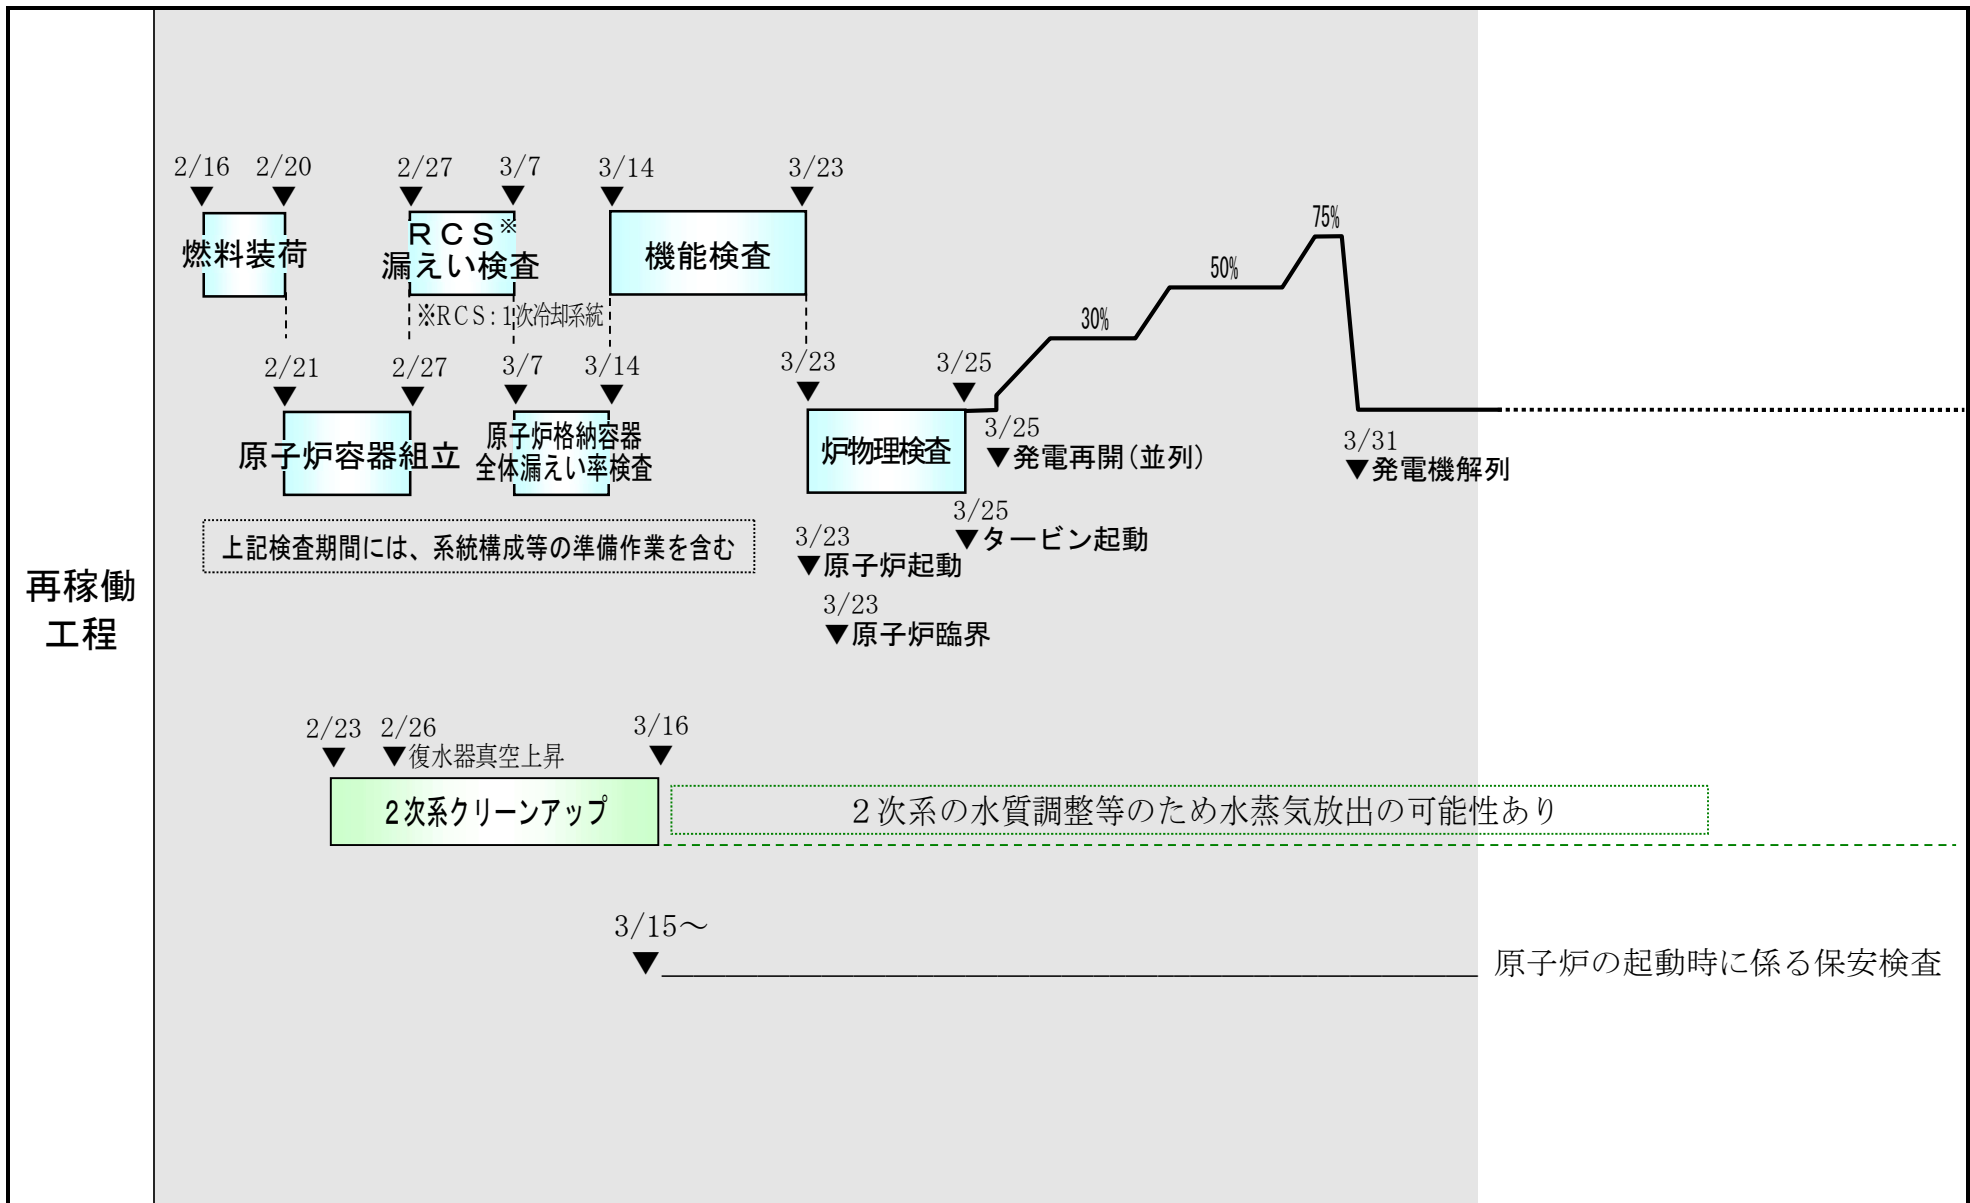 再稼働
工程
2/16 2/20 2/27 3/7 3/14 3/23
▼ ▼ ▼ ▼ ▼ ▼
燃料装荷
ＲＣＳ※
漏えい検査
機能検査
※RCS:1次冷却系統
75%
50%
30%
2/21 2/27 3/7 3/14 3/23 3/25
▼ ▼ ▼ ▼ ▼ ▼
原子炉容器組立
原子炉格納容器
全体漏えい率検査
炉物理検査
3/25
▼発電再開(並列)
3/31
▼発電機解列
3/25
▼タービン起動
上記検査期間には、系統構成等の準備作業を含む
3/23
▼原子炉起動
3/23
▼原子炉臨界
2/23 2/26 3/16
▼ ▼復水器真空上昇 ▼
２次系クリーンアップ
２次系の水質調整等のため水蒸気放出の可能性あり
3/15～
▼
原子炉の起動時に係る保安検査